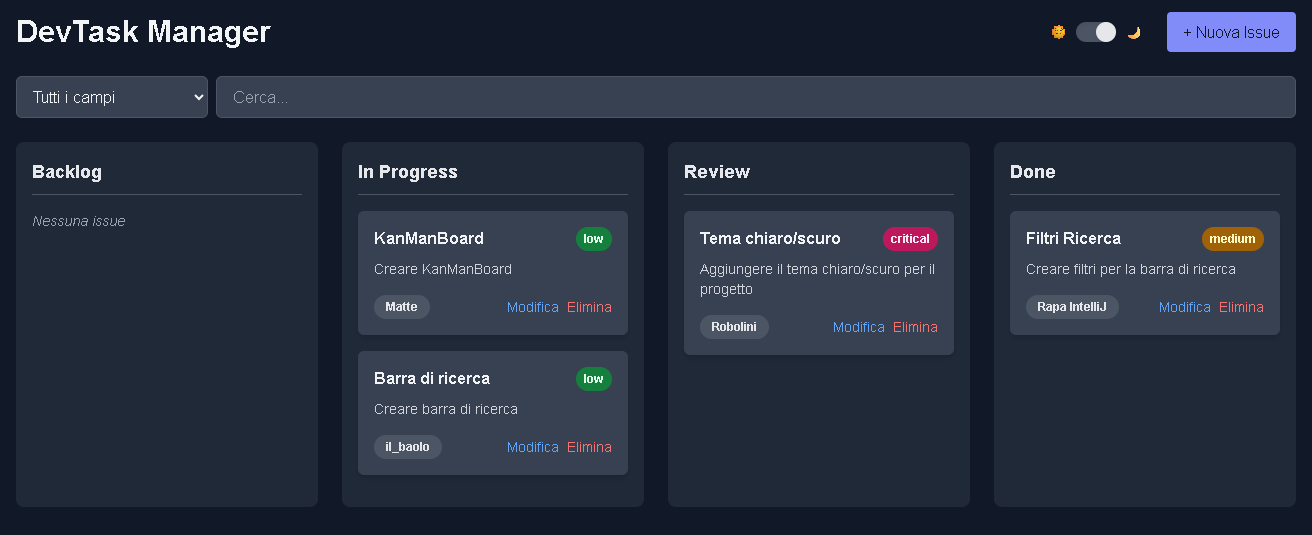 DevTask Manager
+ Nuova Issue
Tutti i campi
Cerca...
Backlog
Nessuna issue
In Progress
KanManBoard
low
Creare KanManBoard
Matte
Modifica Elimina
Barra di ricerca
low
Creare barra di ricerca
il_baolo
Modifica Elimina
Review
Tema chiaro/scuro
critical
Aggiungere il tema chiaro/scuro per il
progetto
Robolini
Modifica Elimina
Done
Filtri Ricerca
medium
Creare filtri per la barra di ricerca
Rapa IntelliJ
Modifica Elimina